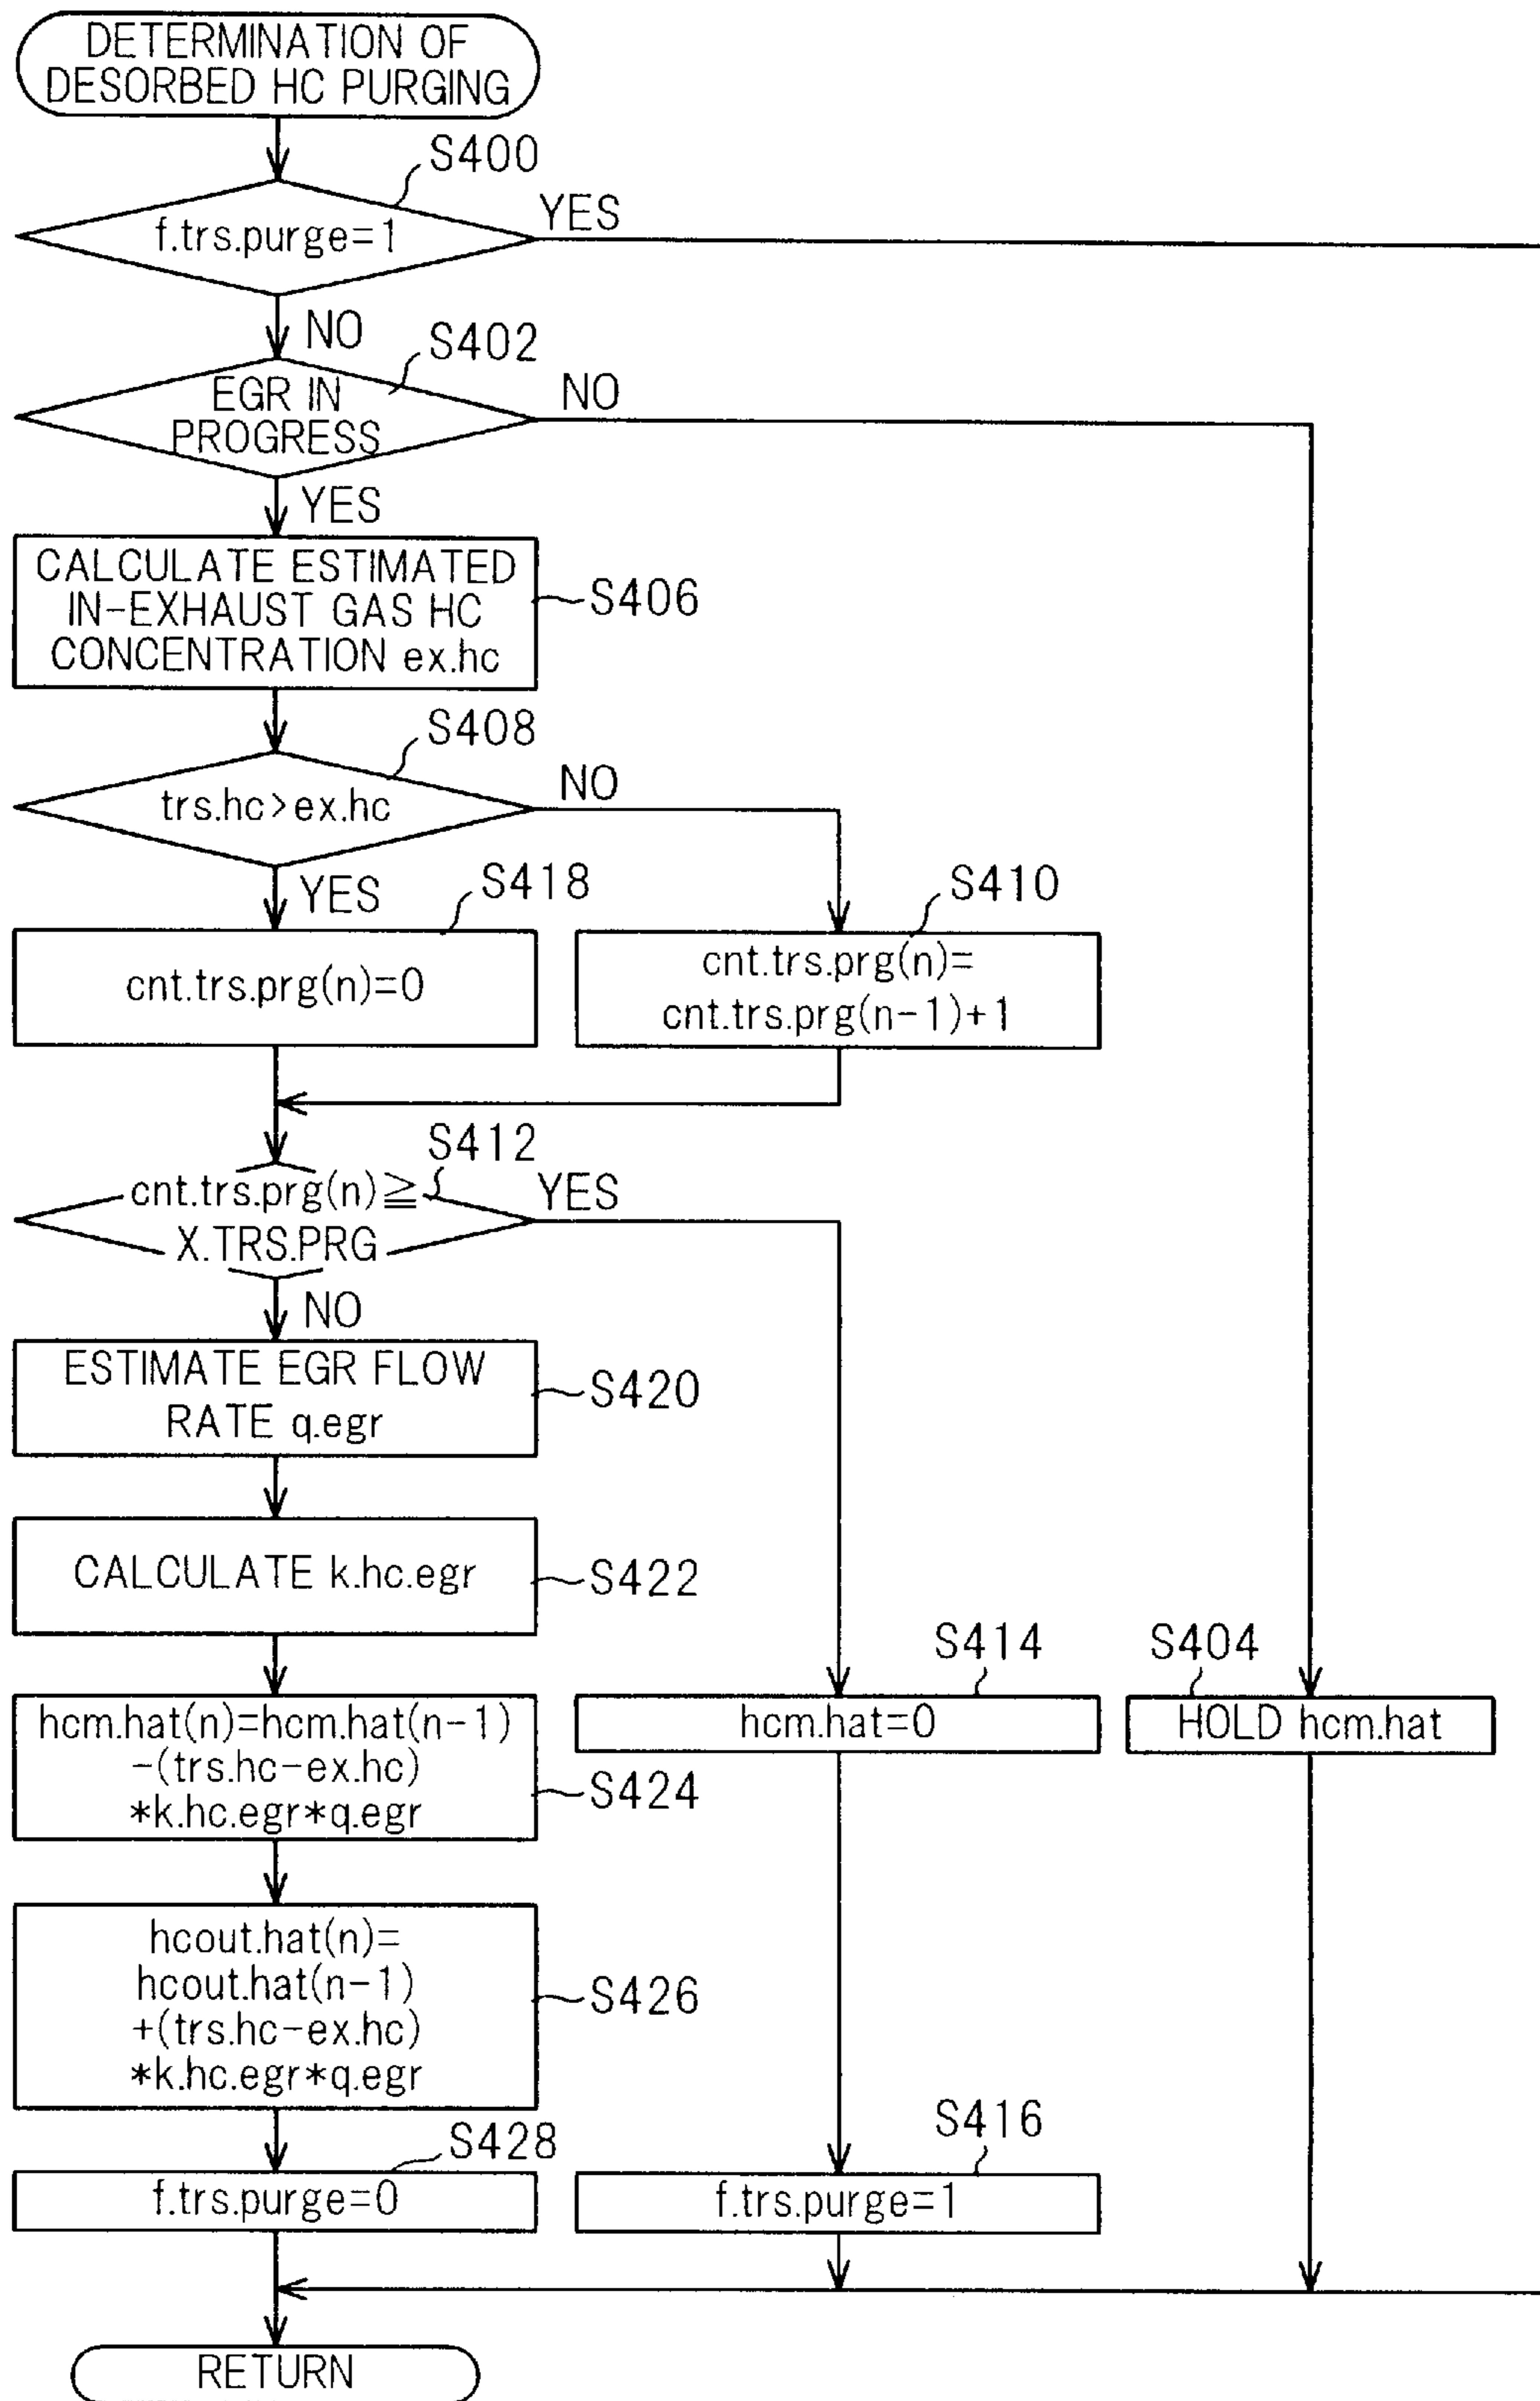 DETERMINATION OF
DESORBED HC PURGING
S400
f.trs.purge=1
YES
NO
S402
EGR IN
PROGRESS
NO
YES
CALCULATE ESTIMATED
IN-EXHAUST GAS HC
CONCENTRATION ex.hc
S406
S408
trs.hc>ex.hc
NO
YES
S418
cnt.trs.prg(n)=0
S410
cnt.trs.prg(n)=
cnt.trs.prg(n-1)+1
S412
cnt.trs.prg(n)≧
X.TRS.PRG
YES
NO
ESTIMATE EGR FLOW
RATE q.egr
S420
CALCULATE k.hc.egr
S422
hcm.hat(n)=hcm.hat(n-1)
-(trs.hc-ex.hc)
*k.hc.egr*q.egr
S424
S414
hcm.hat=0
S404
HOLD hcm.hat
hcout.hat(n)=
hcout.hat(n-1)
+(trs.hc-ex.hc)
*k.hc.egr*q.egr
S426
S428
f.trs.purge=0
S416
f.trs.purge=1
RETURN